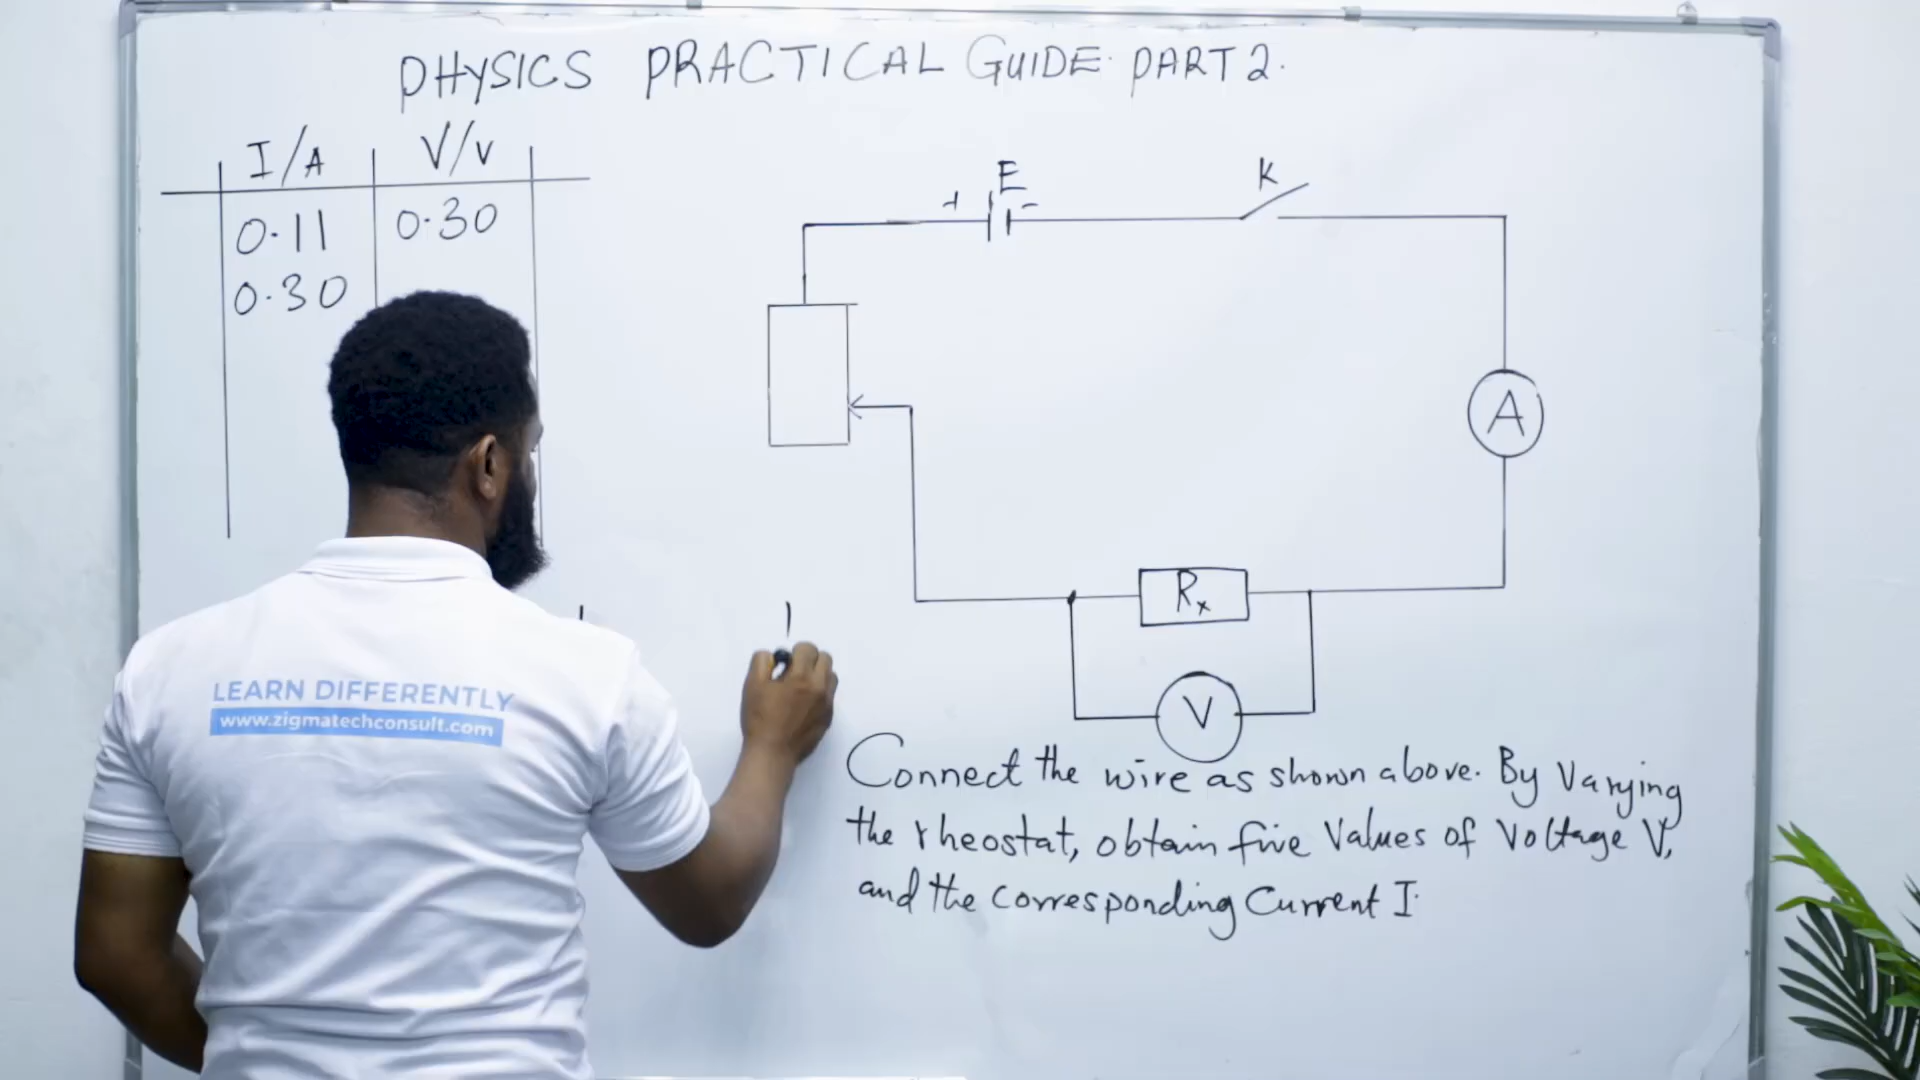 PHYSICS PRACTICAL GUIDE. PART 2.
I/A V/v
0.11 0.30
0.30
E
+ -
K
A
Rx
V
Connect the wire as shown above. By varying
the rheostat, obtain five values of voltage V,
and the corresponding current I.
LEARN DIFFERENTLY
www.zigmatechconsult.com